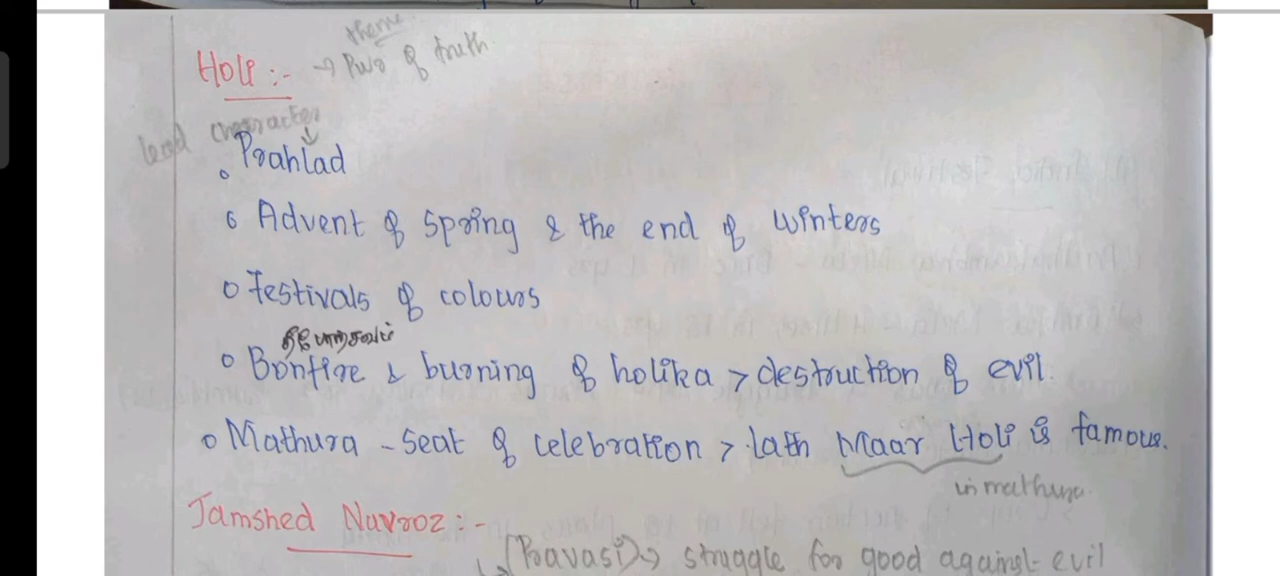 theme
Holi :- → Pwr of truth
lead character
Prahlad
Advent of Spring & the end of winters
Festivals of colours
Bonfire & burning of holika > destruction of evil.
Mathura - Seat of celebration > lath Maar Holi is famous.
in mathura
Jamshed Navroz :-
struggle for good against evil